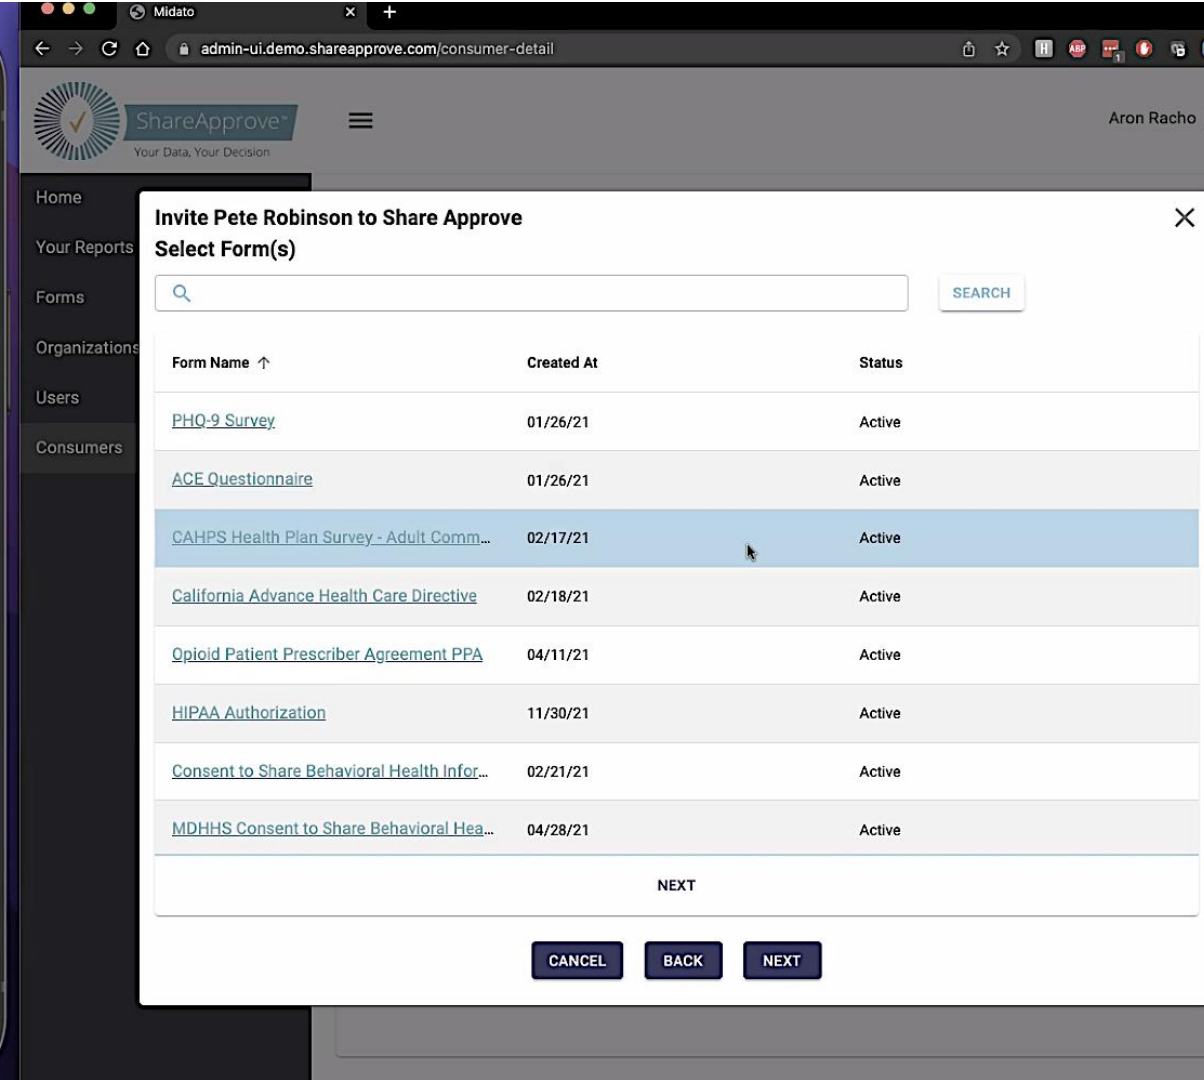 Midato
admin-ui.demo.shareapprove.com/consumer-detail
H
ABP
1
ShareApprove™
Your Data, Your Decision
Aron Racho
Home
Your Reports
Forms
Organizations
Users
Consumers
Invite Pete Robinson to Share Approve
Select Form(s)
SEARCH
Form Name ↑ Created At Status
PHQ-9 Survey 01/26/21 Active
ACE Questionnaire 01/26/21 Active
CAHPS Health Plan Survey - Adult Comm... 02/17/21 Active
California Advance Health Care Directive 02/18/21 Active
Opioid Patient Prescriber Agreement PPA 04/11/21 Active
HIPAA Authorization 11/30/21 Active
Consent to Share Behavioral Health Infor... 02/21/21 Active
MDHHS Consent to Share Behavioral Hea... 04/28/21 Active
NEXT
CANCEL BACK NEXT